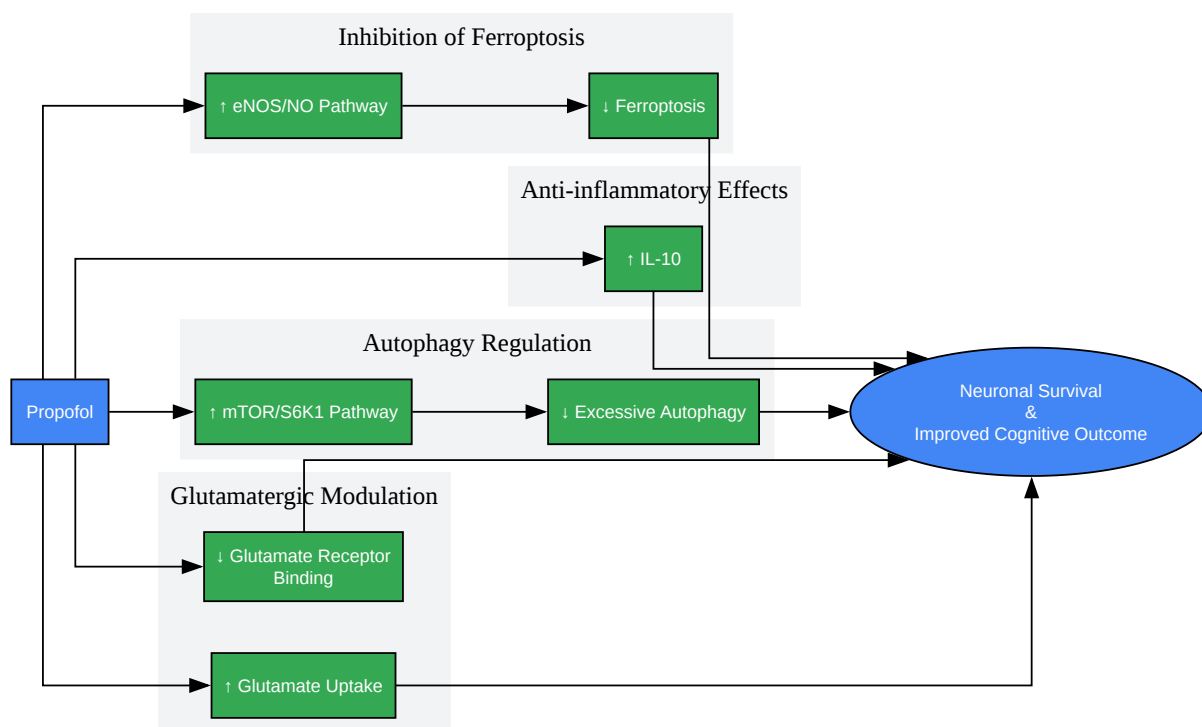 Inhibition of Ferroptosis
↑ eNOS/NO Pathway
↓ Ferroptosis
Anti-inflammatory Effects
↑ IL-10
Autophagy Regulation
Propofol
↑ mTOR/S6K1 Pathway
↓ Excessive Autophagy
Neuronal Survival
&
Improved Cognitive Outcome
Glutamatergic Modulation
↓ Glutamate Receptor
Binding
↑ Glutamate Uptake